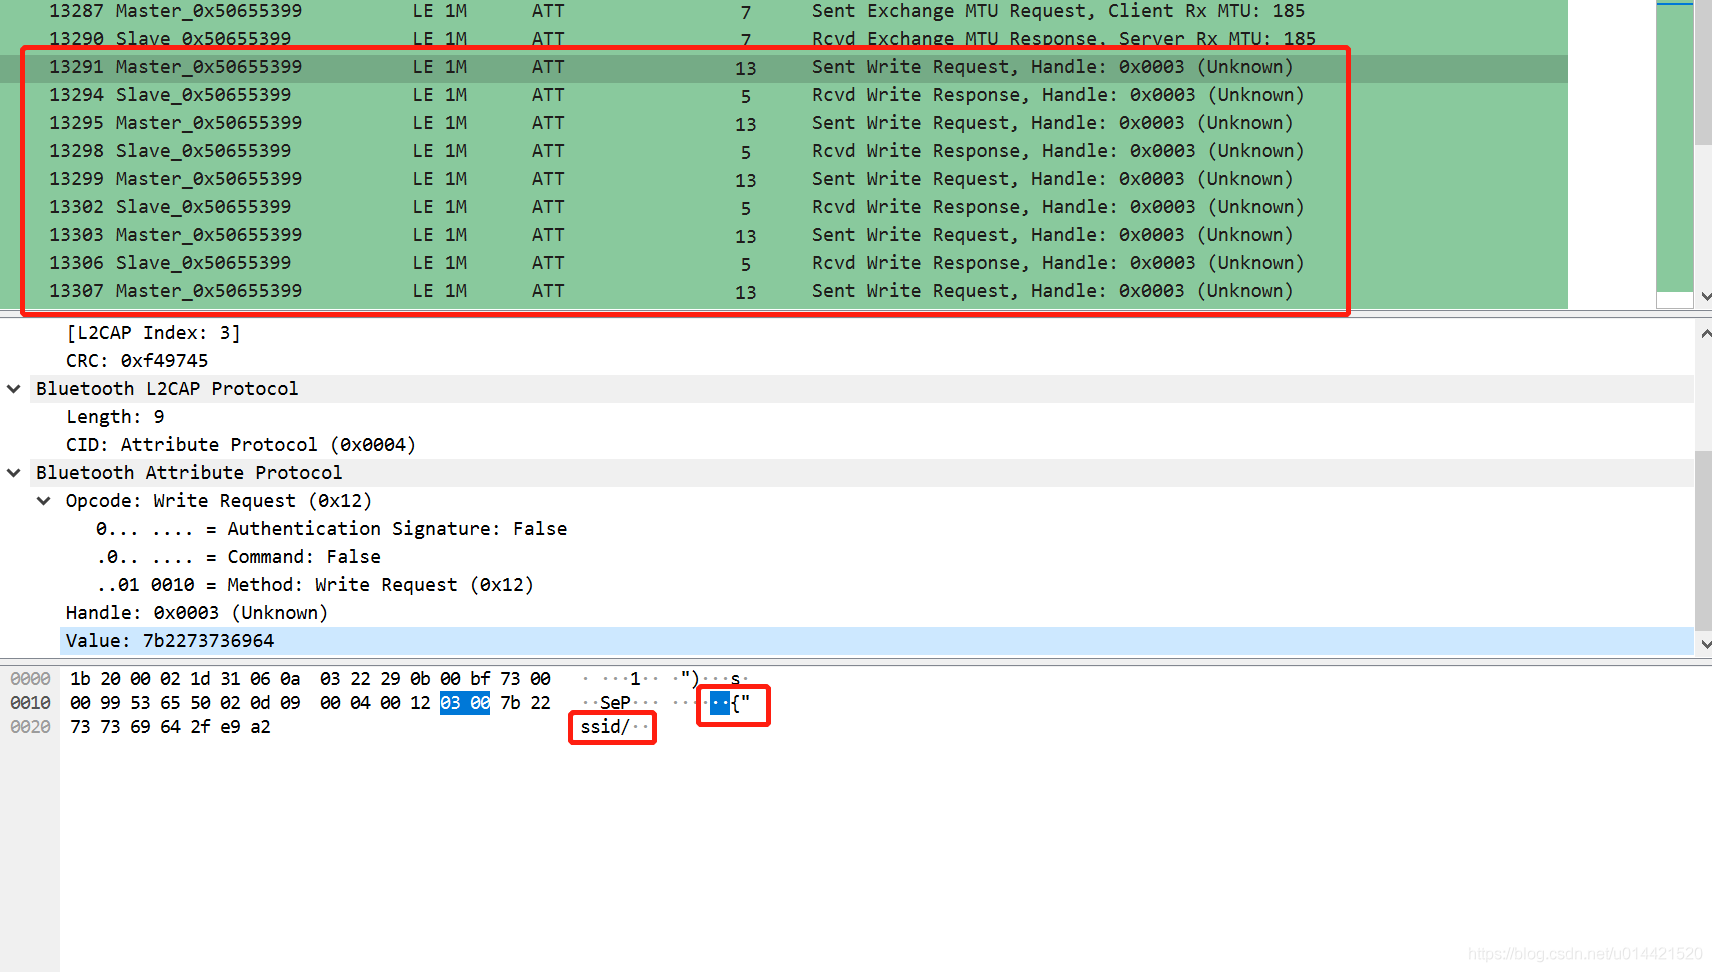 13287 Master_0x50655399 LE 1M ATT 7 Sent Exchange MTU Request, Client Rx MTU: 185
13290 Slave_0x50655399 LE 1M ATT 7 Rcvd Exchange MTU Response, Server Rx MTU: 185
13291 Master_0x50655399 LE 1M ATT 13 Sent Write Request, Handle: 0x0003 (Unknown)
13294 Slave_0x50655399 LE 1M ATT 5 Rcvd Write Response, Handle: 0x0003 (Unknown)
13295 Master_0x50655399 LE 1M ATT 13 Sent Write Request, Handle: 0x0003 (Unknown)
13298 Slave_0x50655399 LE 1M ATT 5 Rcvd Write Response, Handle: 0x0003 (Unknown)
13299 Master_0x50655399 LE 1M ATT 13 Sent Write Request, Handle: 0x0003 (Unknown)
13302 Slave_0x50655399 LE 1M ATT 5 Rcvd Write Response, Handle: 0x0003 (Unknown)
13303 Master_0x50655399 LE 1M ATT 13 Sent Write Request, Handle: 0x0003 (Unknown)
13306 Slave_0x50655399 LE 1M ATT 5 Rcvd Write Response, Handle: 0x0003 (Unknown)
13307 Master_0x50655399 LE 1M ATT 13 Sent Write Request, Handle: 0x0003 (Unknown)
[L2CAP Index: 3]
CRC: 0xf49745
Bluetooth L2CAP Protocol
Length: 9
CID: Attribute Protocol (0x0004)
Bluetooth Attribute Protocol
Opcode: Write Request (0x12)
0... .... = Authentication Signature: False
.0.. .... = Command: False
..01 0010 = Method: Write Request (0x12)
Handle: 0x0003 (Unknown)
Value: 7b2273736964
0000 1b 20 00 02 1d 31 06 0a 03 22 29 0b 00 bf 73 00 · ···1·· ·")···s·
0010 00 99 53 65 50 02 0d 09 00 04 00 12 03 00 7b 22 ··SeP··· ······{"
0020 73 73 69 64 2f e9 a2 ssid/··
https://blog.csdn.net/u014421520